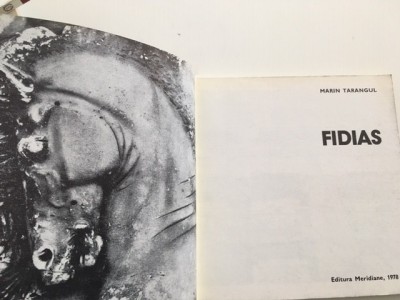 MARIN TARANGUL
FIDIAS
Editura Meridiane, 1978